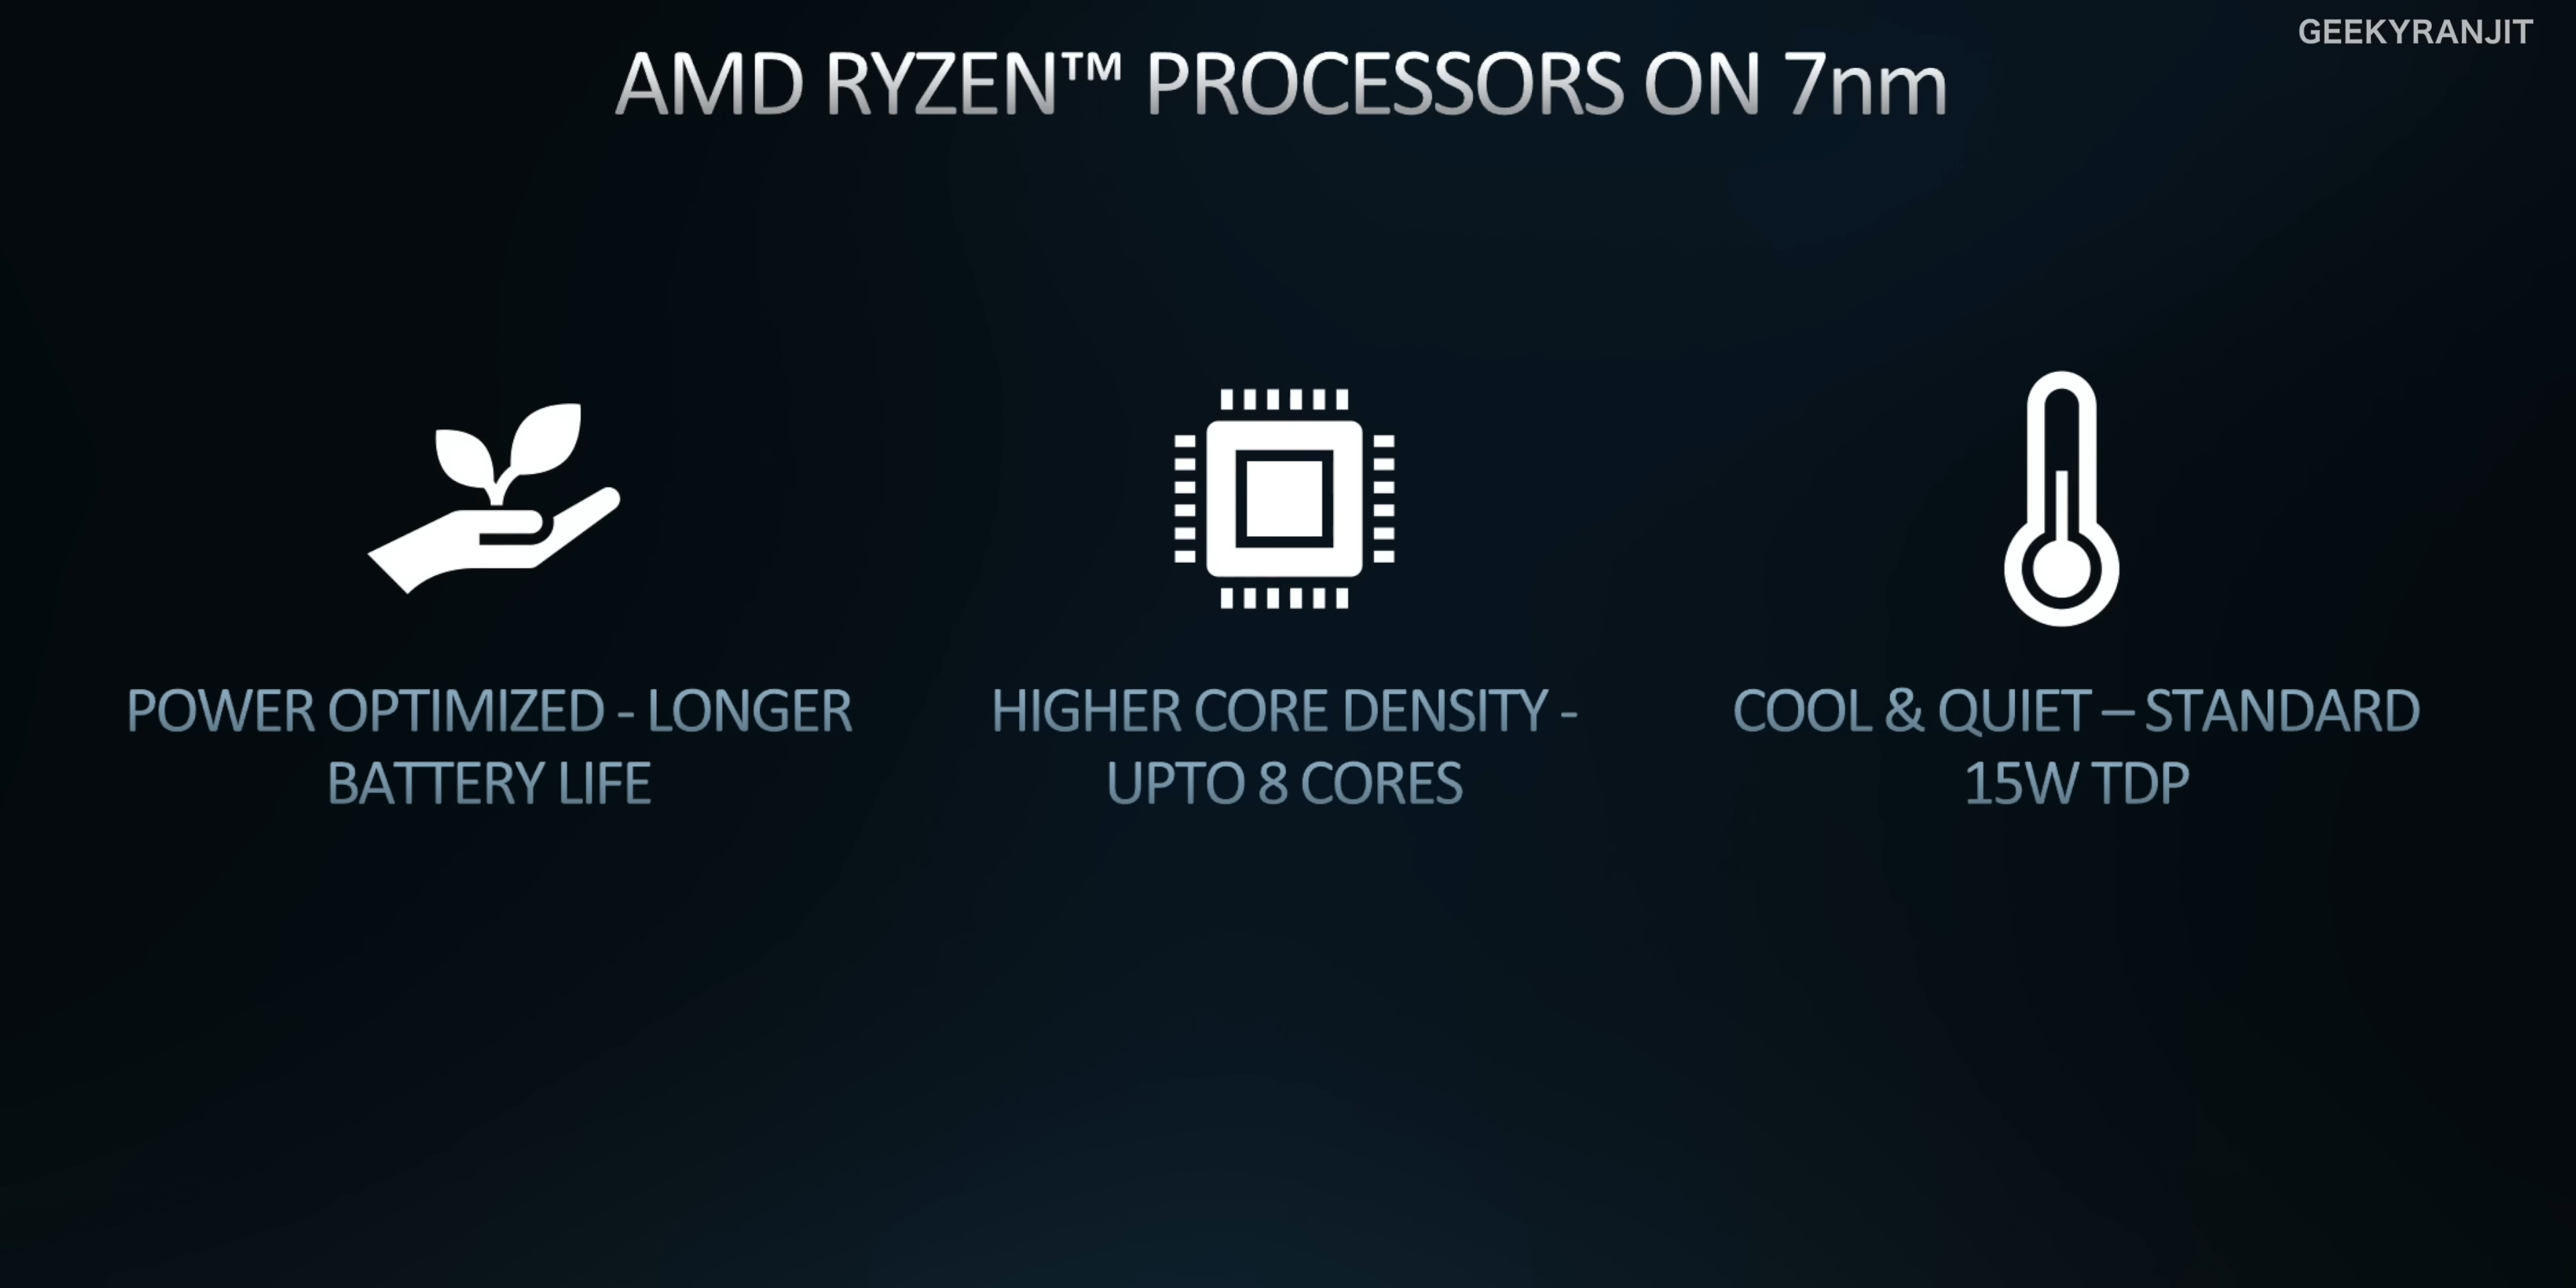 GEEKYRANJIT
AMD RYZEN™ PROCESSORS ON 7nm
POWER OPTIMIZED - LONGER
BATTERY LIFE
HIGHER CORE DENSITY -
UPTO 8 CORES
COOL & QUIET – STANDARD
15W TDP